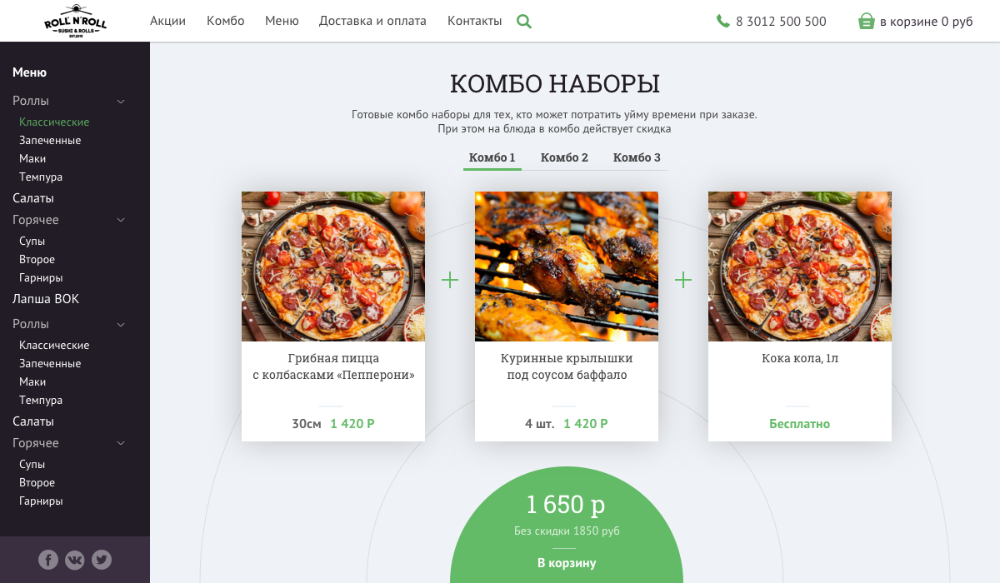 ROLL N ROLL
SUSHI & ROLLS
EST.2015
Акции Комбо Меню Доставка и оплата Контакты
8 3012 500 500
в корзине 0 руб
Меню
Роллы
Классические
Запеченные
Маки
Темпура
Салаты
Горячее
Супы
Второе
Гарниры
Лапша ВОК
Роллы
Классические
Запеченные
Маки
Темпура
Салаты
Горячее
Супы
Второе
Гарниры
КОМБО НАБОРЫ
Готовые комбо наборы для тех, кто может потратить уйму времени при заказе.
При этом на блюда в комбо действует скидка
Комбо 1 Комбо 2 Комбо 3
Грибная пицца
с колбасками «Пепперони»
30см 1 420 Р
+
Куринные крылышки
под соусом баффало
4 шт. 1 420 Р
+
Кока кола, 1л
Бесплатно
1 650 р
Без скидки 1850 руб
В корзину